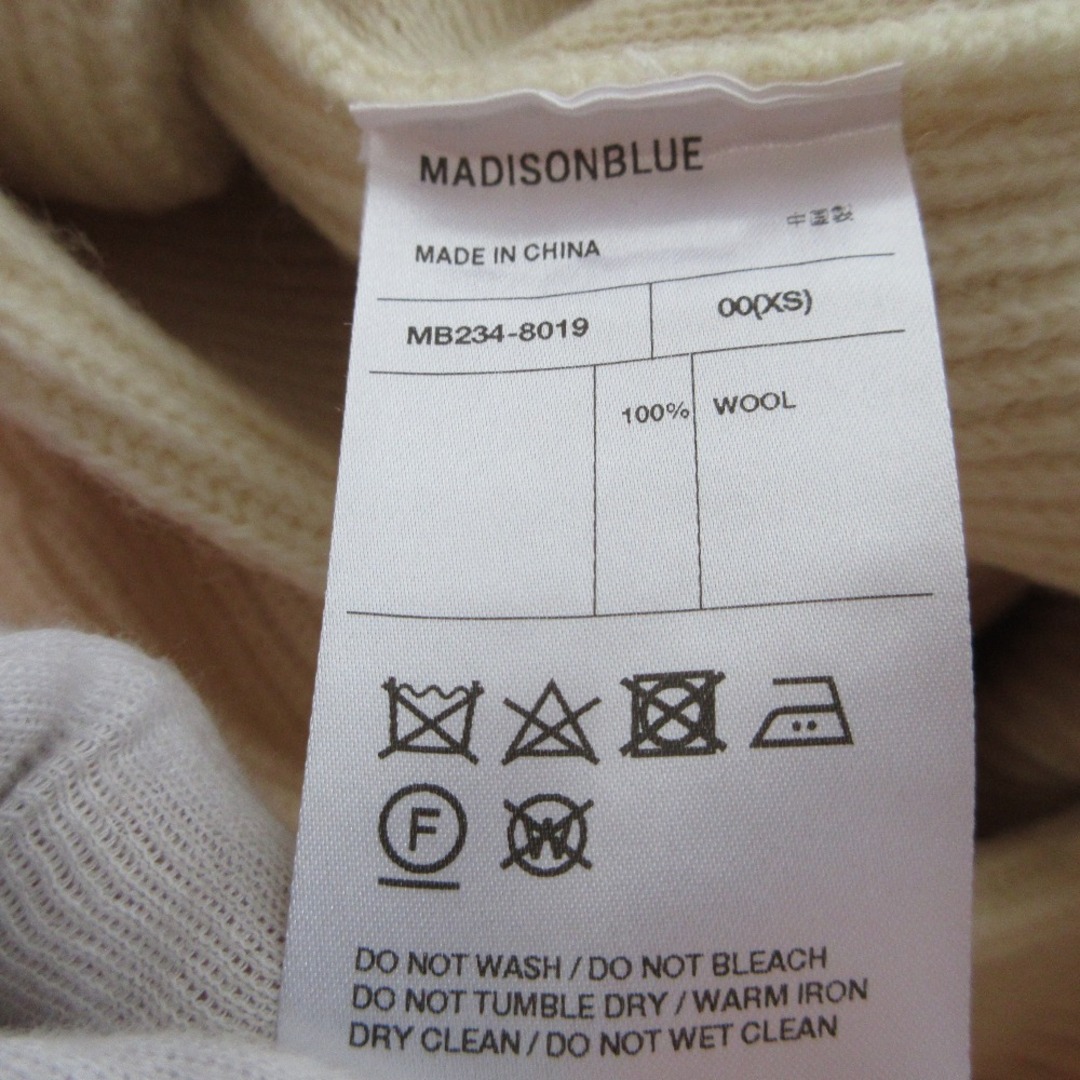 MADISONBLUE
中国製
MADE IN CHINA
MB234-8019 00(XS)
100% WOOL
F
W
DO NOT WASH / DO NOT BLEACH
DO NOT TUMBLE DRY / WARM IRON
DRY CLEAN / DO NOT WET CLEAN